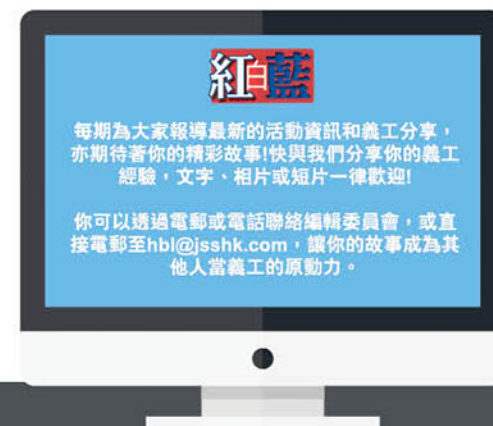 紅白藍
每期為大家報導最新的活動資訊和義工分享，
亦期待著你的精彩故事!快與我們分享你的義工
經驗，文字、相片或短片一律歡迎!
你可以透過電郵或電話聯絡編輯委員會，或直
接電郵至hbl@jsshk.com，讓你的故事成為其
他人當義工的原動力。